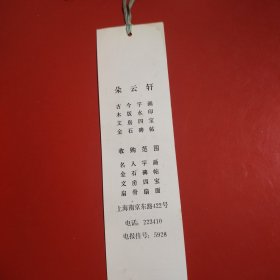 朵云轩
古今字画
木版水印
文房四宝
金石碑帖
收购范围
名人字画
金石碑帖
文房四宝
扇骨扇面
上海南京东路422号
电话：223410
电报挂号：5928